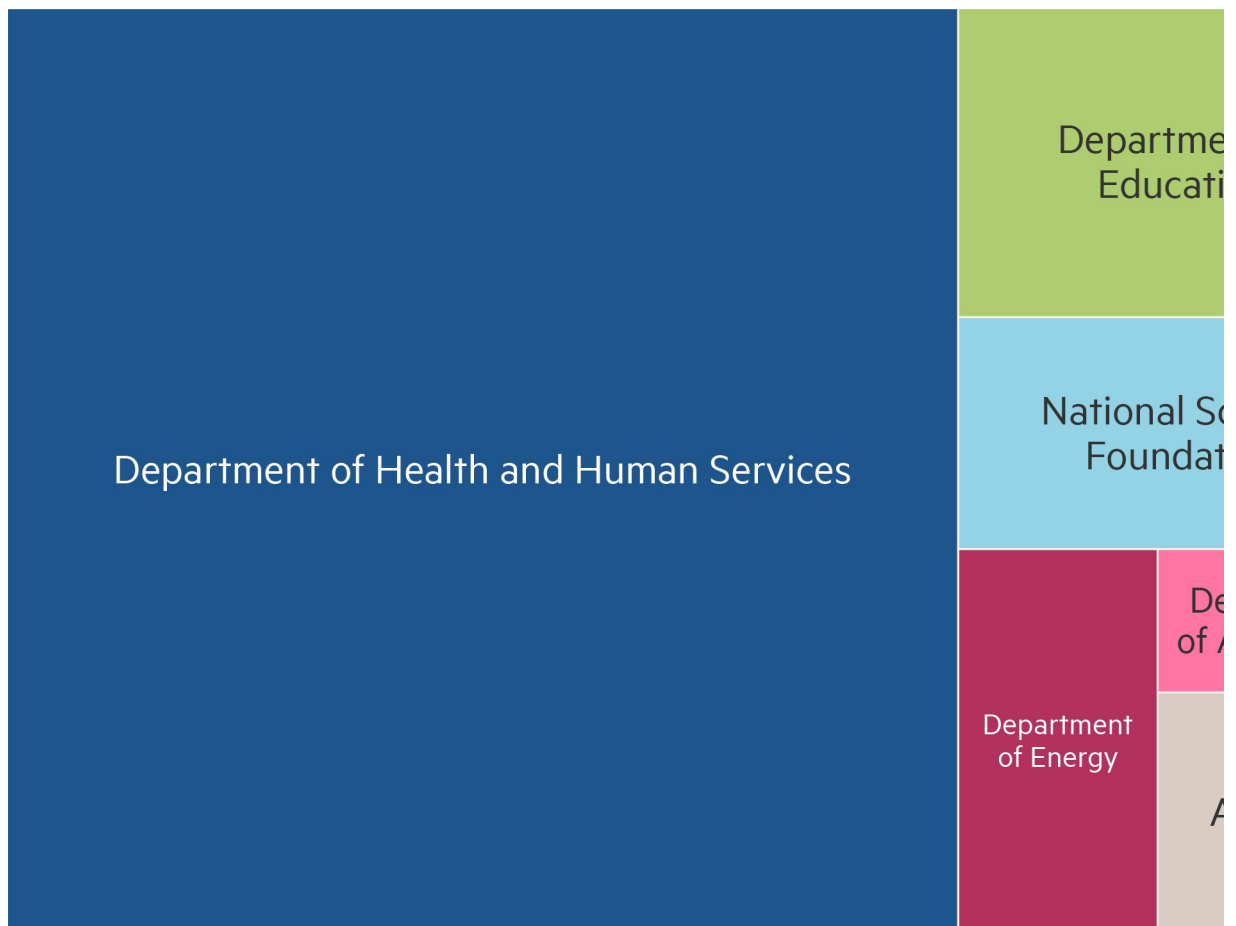 Department of Health and Human Services
Departme
Educati
National Sc
Foundat
De
of A
Department
of Energy
A